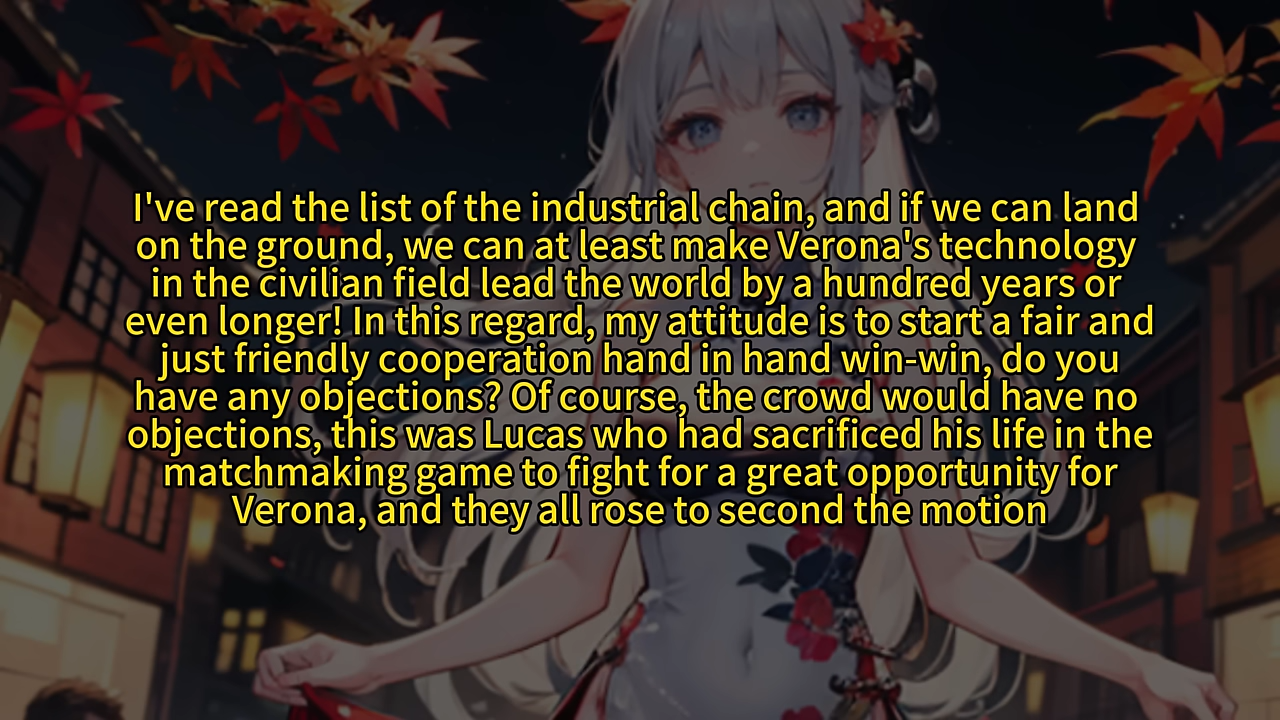 I've read the list of the industrial chain, and if we can land
on the ground, we can at least make Verona's technology
in the civilian field lead the world by a hundred years or
even longer! In this regard, my attitude is to start a fair and
just friendly cooperation hand in hand win-win, do you
have any objections? Of course, the crowd would have no
objections, this was Lucas who had sacrificed his life in the
matchmaking game to fight for a great opportunity for
Verona, and they all rose to second the motion